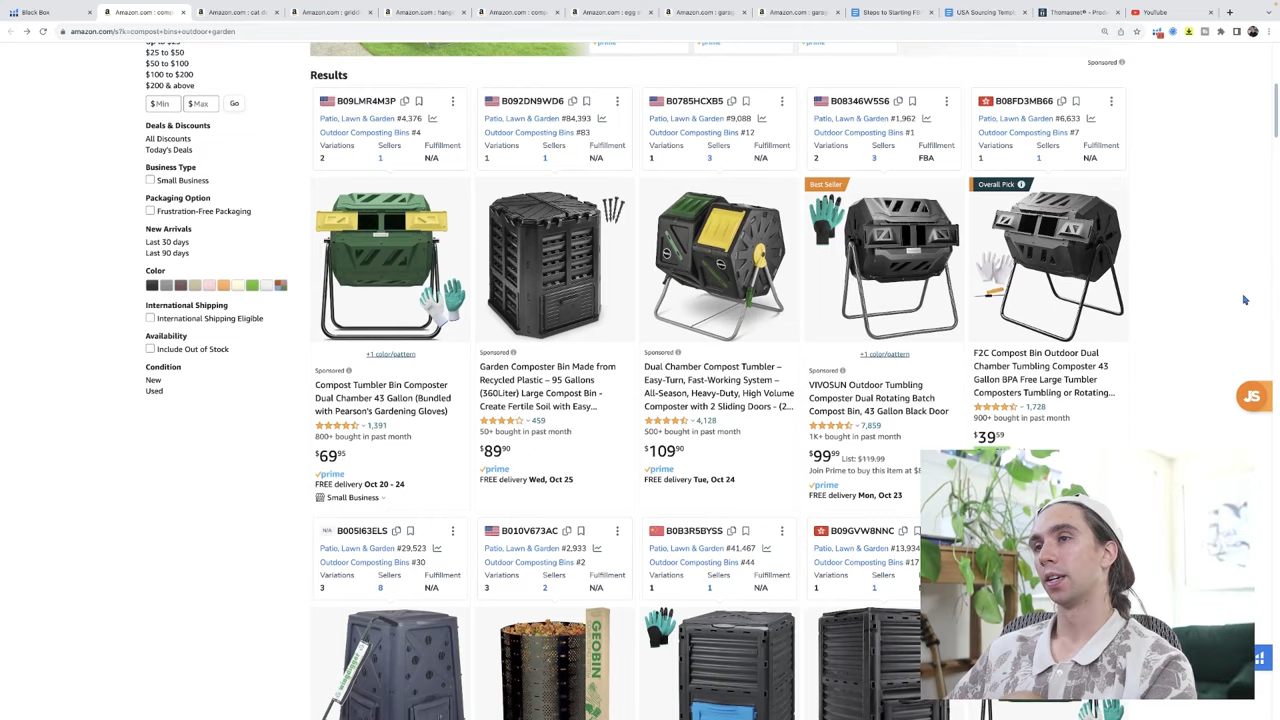 Black Box
Amazon.com : comp
Amazon.com : cat di
Amazon.com : griddl
Amazon.com : hangi
Amazon.com : comp
Amazon.com : egg w
Amazon.com : garag
Amazon.com : garag
Steps to Starting FB
USA Sourcing Temp
Thomasnet® - Produ
YouTube
amazon.com/s?k=compost+bins+outdoor+garden
$25 to $50
$50 to $100
$100 to $200
$200 & above
$ Min
$ Max
Go
Deals & Discounts
All Discounts
Today's Deals
Business Type
Small Business
Packaging Option
Frustration-Free Packaging
New Arrivals
Last 30 days
Last 90 days
Color
International Shipping
International Shipping Eligible
Availability
Include Out of Stock
Condition
New
Used
prime
prime
Sponsored
Results
B09LMR4M3P
Patio, Lawn & Garden #4,376
Outdoor Composting Bins #4
Variations Sellers Fulfillment
2 1 N/A
B092DN9WD6
Patio, Lawn & Garden #84,393
Outdoor Composting Bins #83
Variations Sellers Fulfillment
1 1 N/A
B0785HCXB5
Patio, Lawn & Garden #9,088
Outdoor Composting Bins #12
Variations Sellers Fulfillment
1 3 N/A
B08346W5S6
Patio, Lawn & Garden #1,962
Outdoor Composting Bins #1
Variations Sellers Fulfillment
2 3 FBA
B08FD3MB66
Patio, Lawn & Garden #6,633
Outdoor Composting Bins #7
Variations Sellers Fulfillment
1 1 N/A
+1 color/pattern
Sponsored
Compost Tumbler Bin Composter
Dual Chamber 43 Gallon (Bundled
with Pearson's Gardening Gloves)
1,391
800+ bought in past month
$69 95
prime
FREE delivery Oct 20 - 24
Small Business
Sponsored
Garden Composter Bin Made from
Recycled Plastic – 95 Gallons
(360Liter) Large Compost Bin -
Create Fertile Soil with Easy...
459
50+ bought in past month
$89 90
prime
FREE delivery Wed, Oct 25
Sponsored
Dual Chamber Compost Tumbler –
Easy-Turn, Fast-Working System –
All-Season, Heavy-Duty, High Volume
Composter with 2 Sliding Doors - (2...
4,128
500+ bought in past month
$109 90
prime
FREE delivery Tue, Oct 24
Best Seller
+1 color/pattern
Sponsored
VIVOSUN Outdoor Tumbling
Composter Dual Rotating Batch
Compost Bin, 43 Gallon Black Door
7,859
1K+ bought in past month
$99 99 List: $119.99
Join Prime to buy this item at $8
prime
FREE delivery Mon, Oct 23
Overall Pick
F2C Compost Bin Outdoor Dual
Chamber Tumbling Composter 43
Gallon BPA Free Large Tumbler
Composters Tumbling or Rotating...
1,728
900+ bought in past month
$39 59
JS
N/A B005I63ELS
Patio, Lawn & Garden #29,523
Outdoor Composting Bins #30
Variations Sellers Fulfillment
3 8 N/A
B010V673AC
Patio, Lawn & Garden #2,933
Outdoor Composting Bins #2
Variations Sellers Fulfillment
3 2 N/A
B0B3R5BYSS
Patio, Lawn & Garden #41,467
Outdoor Composting Bins #44
Variations Sellers Fulfillment
1 1 N/A
B09GVW8NNC
Patio, Lawn & Garden #13,934
Outdoor Composting Bins #17
Variations Sellers
1 1
GEOBIN